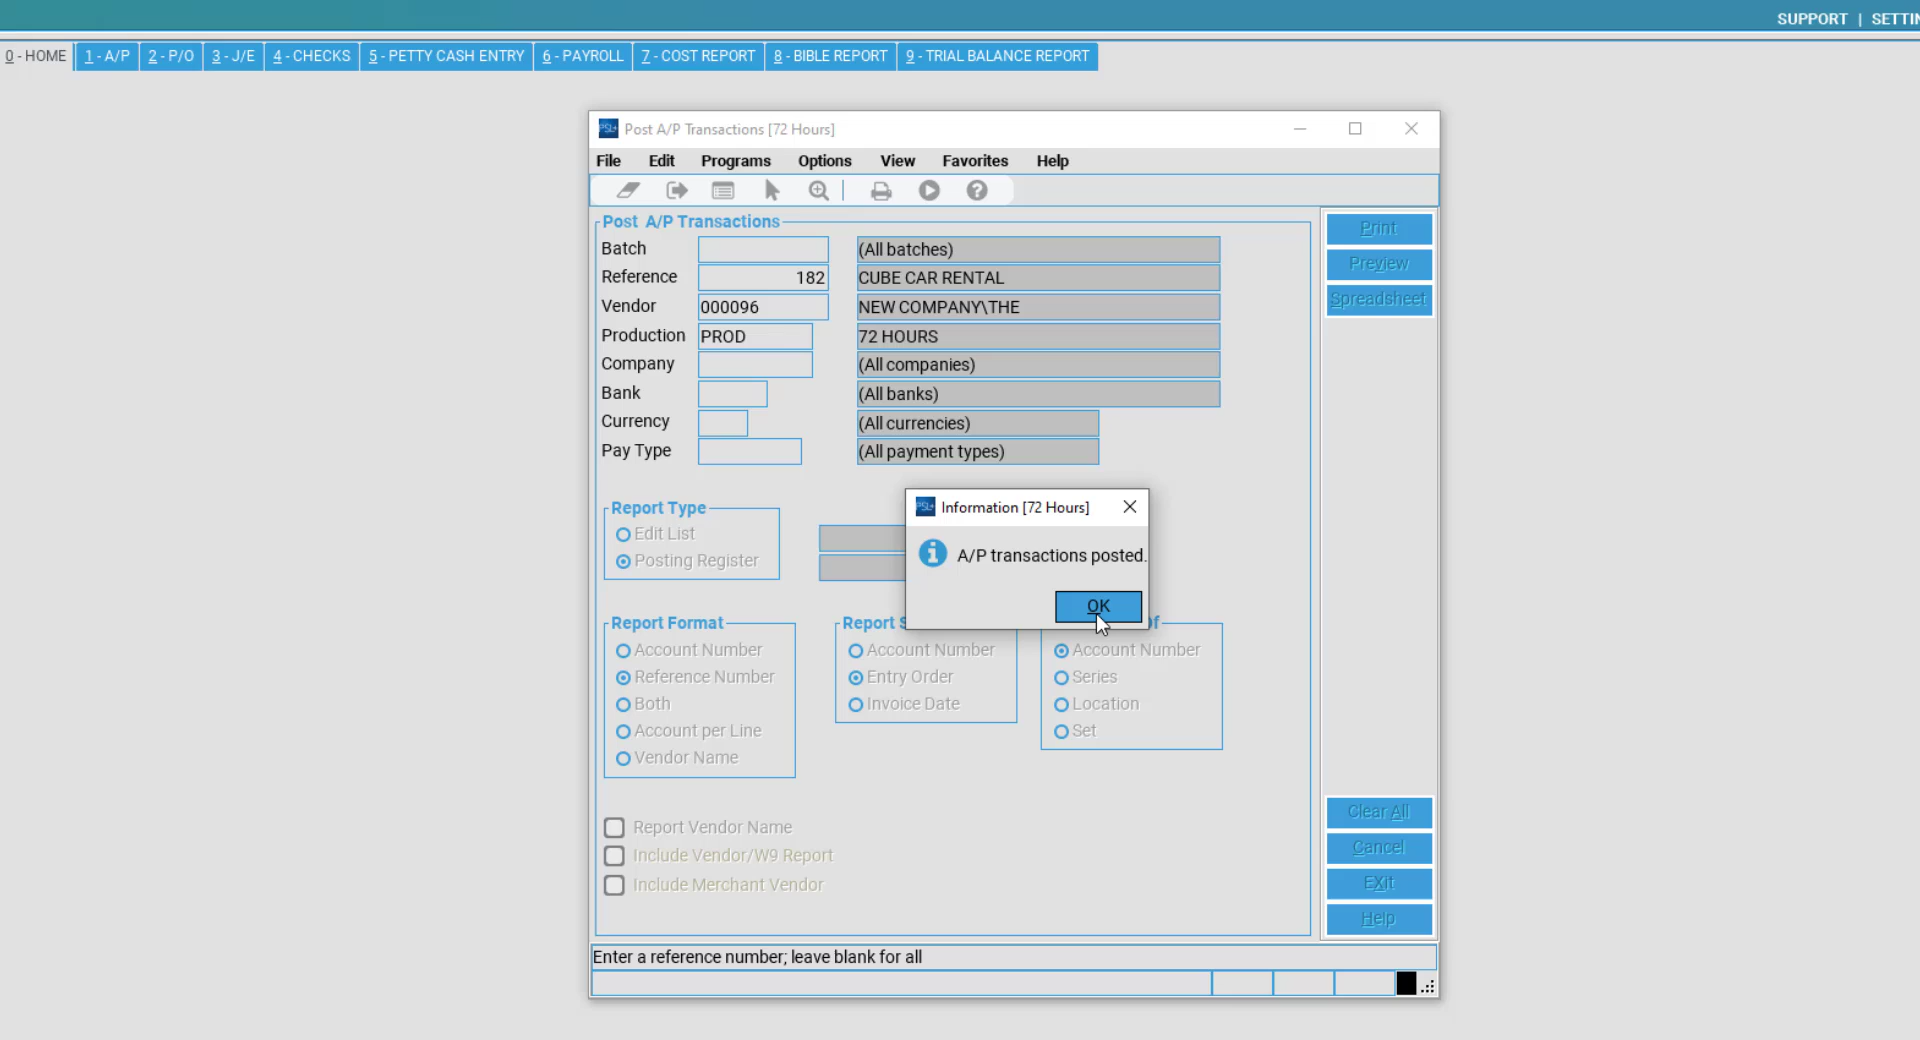 SUPPORT | SETTIN
0 - HOME 1 - A/P 2 - P/O 3 - J/E 4 - CHECKS 5 - PETTY CASH ENTRY 6 - PAYROLL 7 - COST REPORT 8 - BIBLE REPORT 9 - TRIAL BALANCE REPORT
PSL+ Post A/P Transactions [72 Hours]
File Edit Programs Options View Favorites Help
Post A/P Transactions
Print
Batch (All batches)
Preview
Reference 182 CUBE CAR RENTAL
Spreadsheet
Vendor 000096 NEW COMPANY\THE
Production PROD 72 HOURS
Company (All companies)
Bank (All banks)
Currency (All currencies)
Pay Type (All payment types)
PSL+ Information [72 Hours]
A/P transactions posted.
OK
Report Type
Edit List
Posting Register
Report Format
Account Number
Reference Number
Both
Account per Line
Vendor Name
Report S
Account Number
Entry Order
Invoice Date
of
Account Number
Series
Location
Set
Report Vendor Name
Include Vendor/W9 Report
Include Merchant Vendor
Clear All
Cancel
EXit
Help
Enter a reference number; leave blank for all